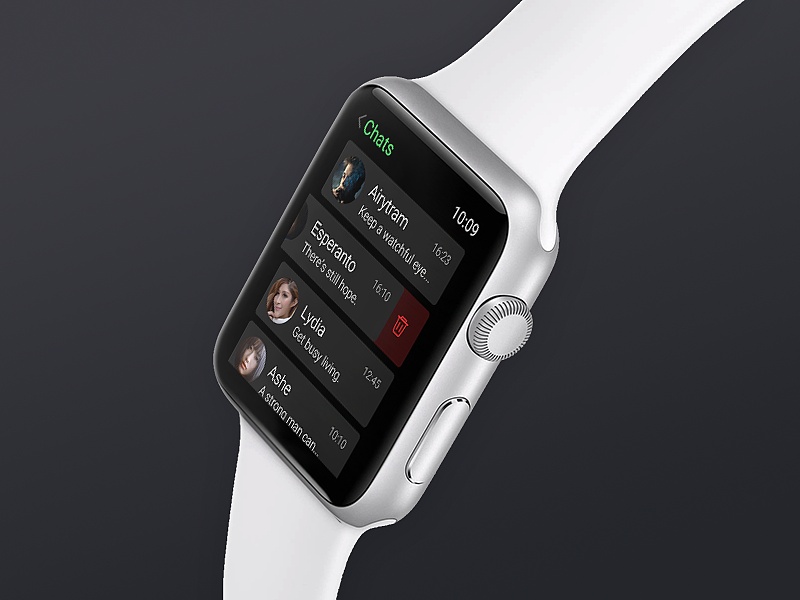 Chats
10:09
Airytram
Keep a watchful eye...
16:23
Esperanto
There's still hope.
16:10
Lydia
Get busy living.
12:45
Ashe
A strong man can...
10:10